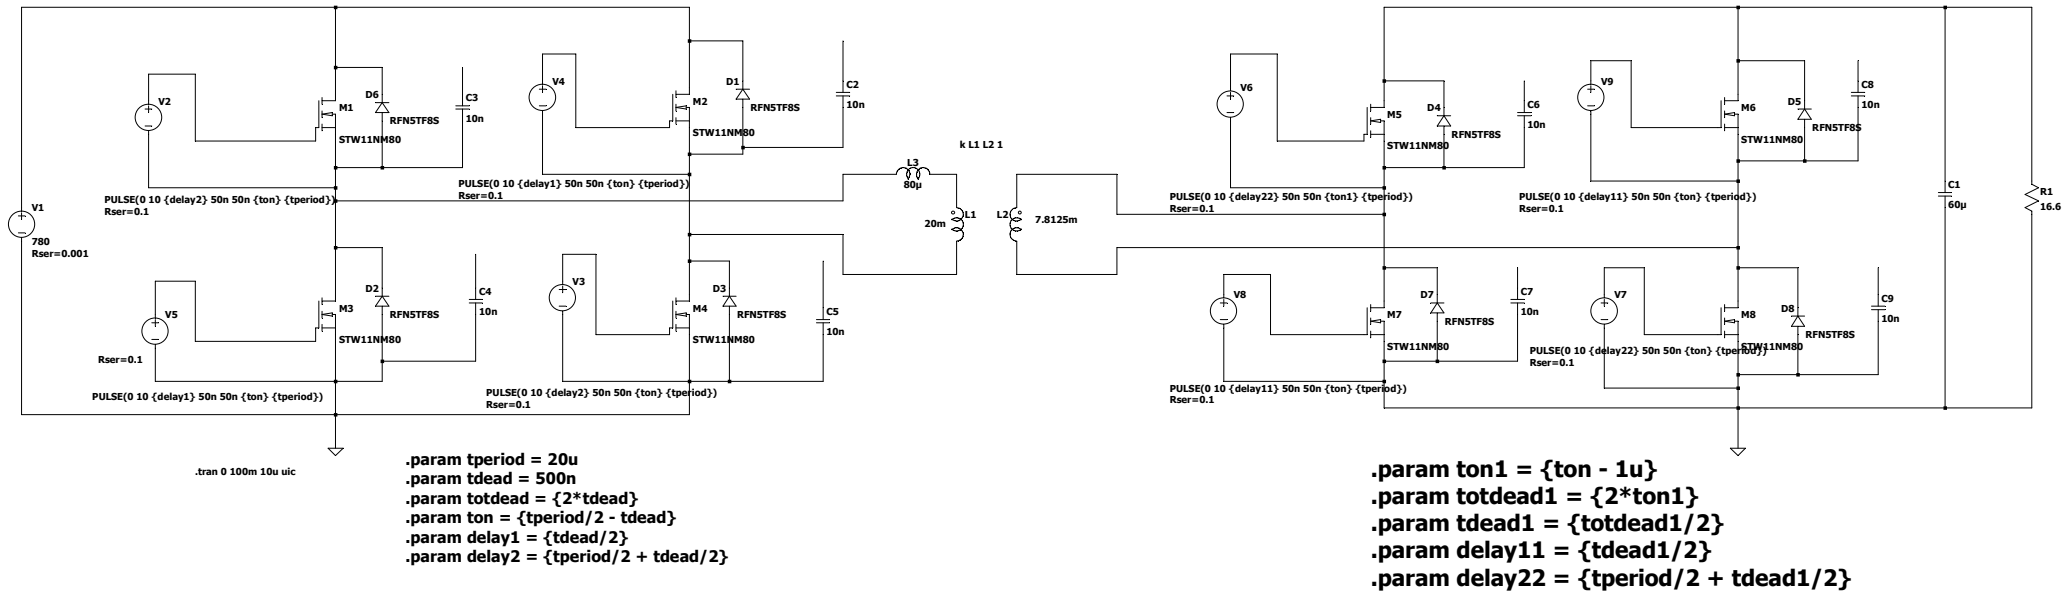 V1
780
Rser=0.001
V2
PULSE(0 10 {delay2} 50n 50n {ton} {tperiod})
Rser=0.1
M1
STW11NM80
D6
RFN5TF8S
C3
10n
V4
PULSE(0 10 {delay1} 50n 50n {ton} {tperiod})
Rser=0.1
M2
STW11NM80
D1
RFN5TF8S
C2
10n
V5
Rser=0.1
PULSE(0 10 {delay1} 50n 50n {ton} {tperiod})
M3
STW11NM80
D2
RFN5TF8S
C4
10n
V3
PULSE(0 10 {delay2} 50n 50n {ton} {tperiod})
Rser=0.1
M4
STW11NM80
D3
RFN5TF8S
C5
10n
k L1 L2 1
L3
80µ
L1
20m
L2
7.8125m
V6
PULSE(0 10 {delay22} 50n 50n {ton1} {tperiod})
Rser=0.1
M5
STW11NM80
D4
RFN5TF8S
C6
10n
V9
PULSE(0 10 {delay11} 50n 50n {ton} {tperiod})
Rser=0.1
M6
STW11NM80
D5
RFN5TF8S
C8
10n
V8
PULSE(0 10 {delay11} 50n 50n {ton} {tperiod})
Rser=0.1
M7
STW11NM80
D7
RFN5TF8S
C7
10n
V7
PULSE(0 10 {delay22} 50n 50n {ton} {tperiod})
Rser=0.1
M8
STW11NM80
D8
RFN5TF8S
C9
10n
C1
60µ
R1
16.6
.tran 0 100m 10u uic
.param tperiod = 20u
.param tdead = 500n
.param totdead = {2*tdead}
.param ton = {tperiod/2 - tdead}
.param delay1 = {tdead/2}
.param delay2 = {tperiod/2 + tdead/2}
.param ton1 = {ton - 1u}
.param totdead1 = {2*ton1}
.param tdead1 = {totdead1/2}
.param delay11 = {tdead1/2}
.param delay22 = {tperiod/2 + tdead1/2}